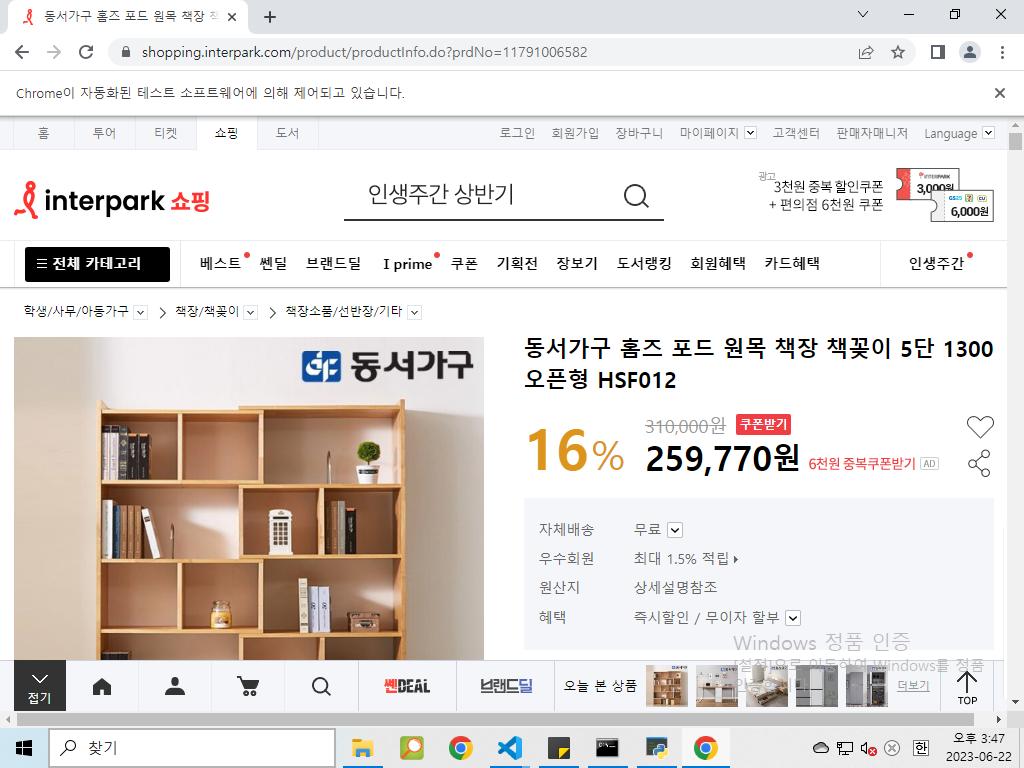 동서가구 홈즈 포드 원목 책장 책
shopping.interpark.com/product/productInfo.do?prdNo=11791006582
Chrome이 자동화된 테스트 소프트웨어에 의해 제어되고 있습니다.
홈 투어 티켓 쇼핑 도서 로그인 회원가입 장바구니 마이페이지 고객센터 판매자매니저 Language
interpark 쇼핑
인생주간 상반기
광고
3천원 중복 할인쿠폰
+ 편의점 6천원 쿠폰
INTERPARK
3,000원
GS25 CU
6,000원
전체 카테고리 베스트 쎈딜 브랜드딜 I prime 쿠폰 기획전 장보기 도서랭킹 회원혜택 카드혜택 인생주간
학생/사무/아동가구 책장/책꽂이 책장소품/선반장/기타
동서가구
동서가구 홈즈 포드 원목 책장 책꽂이 5단 1300
오픈형 HSF012
16%
310,000원 쿠폰받기
259,770원 6천원 중복쿠폰받기 AD
자체배송 무료
우수회원 최대 1.5% 적립
원산지 상세설명참조
혜택 즉시할인 / 무이자 할부
Windows 정품 인증
[설정]으로 이동하여 Windows를 정품
접기 쎈DEAL 브랜드딜 오늘 본 상품 더보기 TOP
찾기
한
오후 3:47
2023-06-22